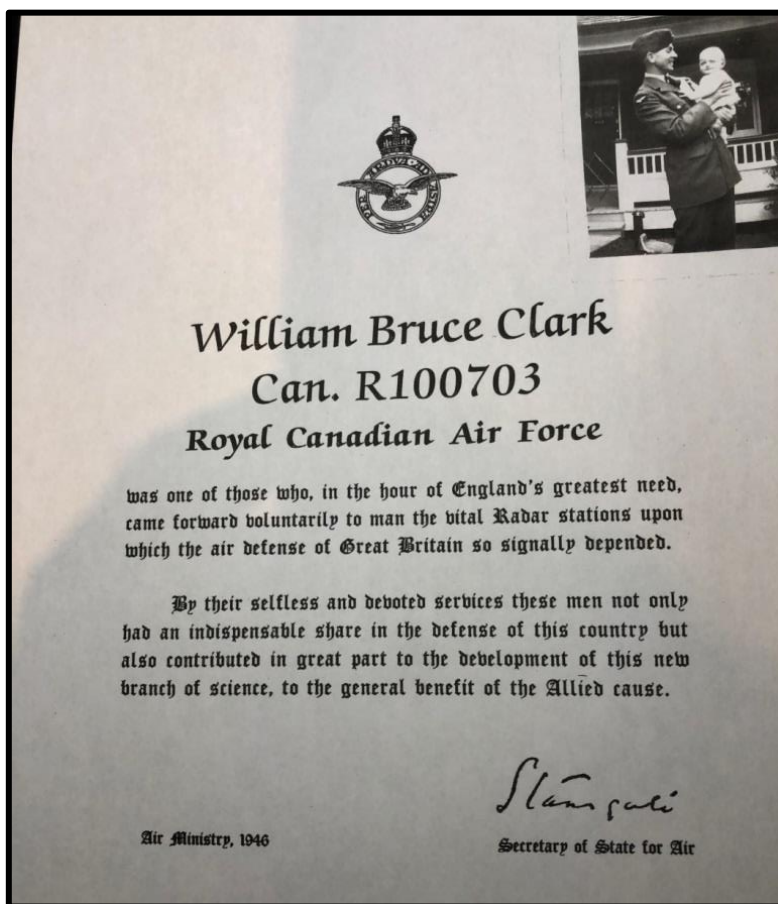 PER ARDVA AD ASTRA
William Bruce Clark
Can. R100703
Royal Canadian Air Force
was one of those who, in the hour of England's greatest need,
came forward voluntarily to man the vital Radar stations upon
which the air defense of Great Britain so signally depended.
By their selfless and devoted services these men not only
had an indispensable share in the defense of this country but
also contributed in great part to the development of this new
branch of science, to the general benefit of the Allied cause.
Air Ministry, 1946
Secretary of State for Air